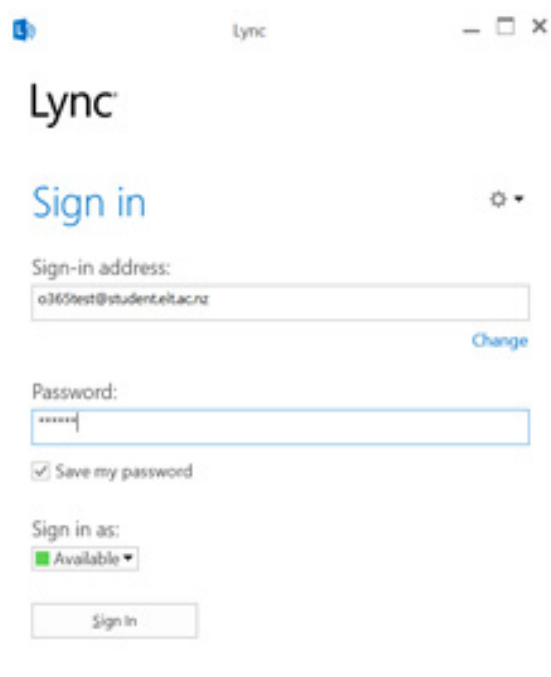 Lync
Lync
Sign in
Sign-in address:
o365test@student.eit.ac.nz
Change
Password:
******
Save my password
Sign in as:
Available
Sign In